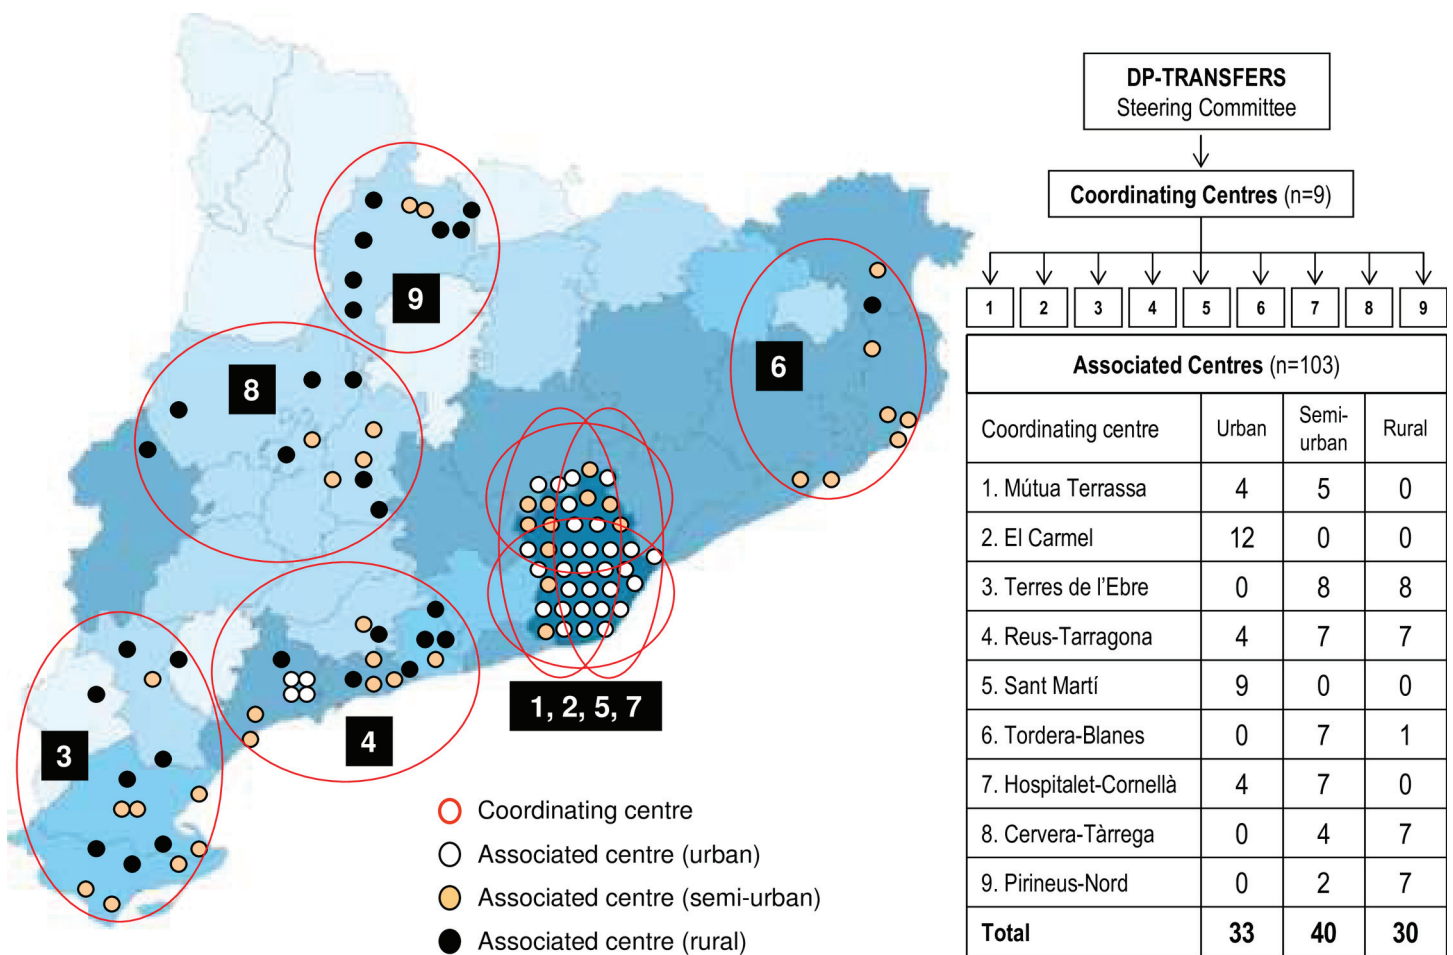 9
8
6
1, 2, 5, 7
4
3
Coordinating centre
Associated centre (urban)
Associated centre (semi-urban)
Associated centre (rural)
DP-TRANSFERS
Steering Committee
Coordinating Centres (n=9)
1 2 3 4 5 6 7 8 9
Associated Centres (n=103)
Coordinating centre Urban Semi-urban Rural
1. Mútua Terrassa 4 5 0
2. El Carmel 12 0 0
3. Terres de l'Ebre 0 8 8
4. Reus-Tarragona 4 7 7
5. Sant Martí 9 0 0
6. Tordera-Blanes 0 7 1
7. Hospitalet-Cornellà 4 7 0
8. Cervera-Tàrrega 0 4 7
9. Pirineus-Nord 0 2 7
Total 33 40 30